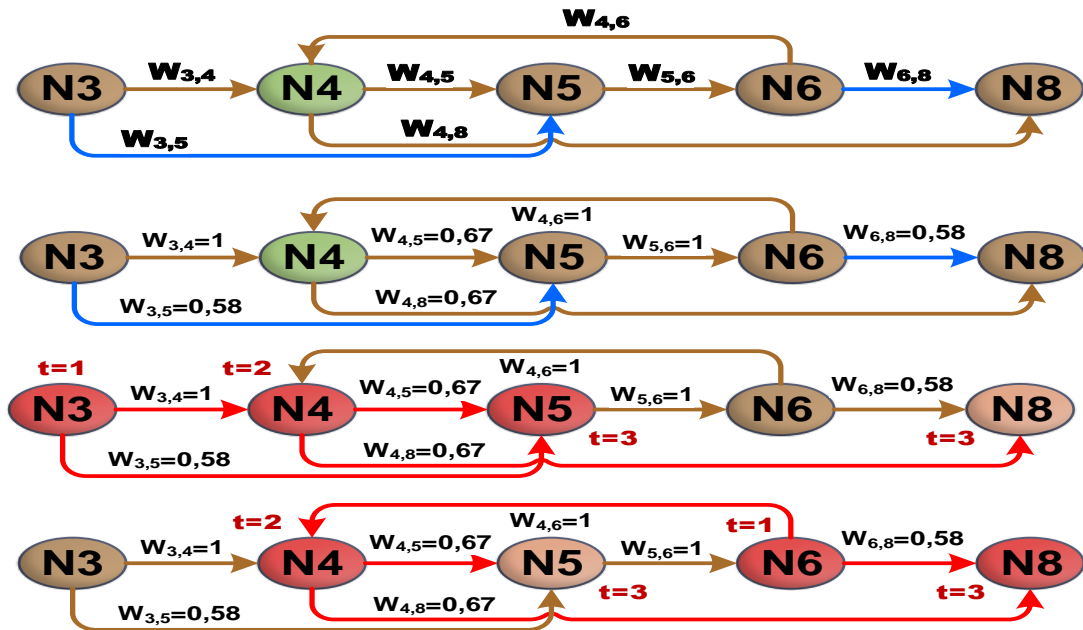 W4,6
N3 W3,4 N4 W4,5 N5 W5,6 N6 W6,8 N8
W3,5 W4,8
W4,6=1
N3 W3,4=1 N4 W4,5=0,67 N5 W5,6=1 N6 W6,8=0,58 N8
W3,5=0,58 W4,8=0,67
t=1 t=2 W4,6=1
N3 W3,4=1 N4 W4,5=0,67 N5 W5,6=1 N6 W6,8=0,58 N8
W3,5=0,58 W4,8=0,67 t=3 t=3
t=2 W4,6=1 t=1
N3 W3,4=1 N4 W4,5=0,67 N5 W5,6=1 N6 W6,8=0,58 N8
W3,5=0,58 W4,8=0,67 t=3 t=3